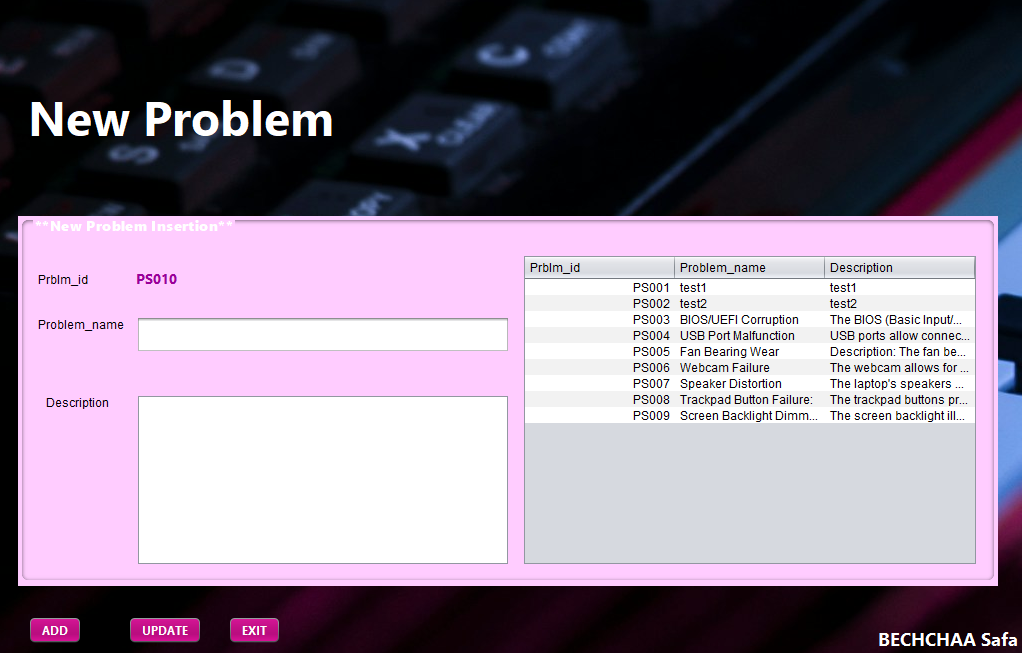 New Problem
**New Problem Insertion**
Prblm_id PS010
Problem_name
Description
Prblm_id Problem_name Description
PS001 test1 test1
PS002 test2 test2
PS003 BIOS/UEFI Corruption The BIOS (Basic Input/...
PS004 USB Port Malfunction USB ports allow connec...
PS005 Fan Bearing Wear Description: The fan be...
PS006 Webcam Failure The webcam allows for ...
PS007 Speaker Distortion The laptop's speakers ...
PS008 Trackpad Button Failure: The trackpad buttons pr...
PS009 Screen Backlight Dimm... The screen backlight ill...
ADD UPDATE EXIT
BECHCHAA Safa